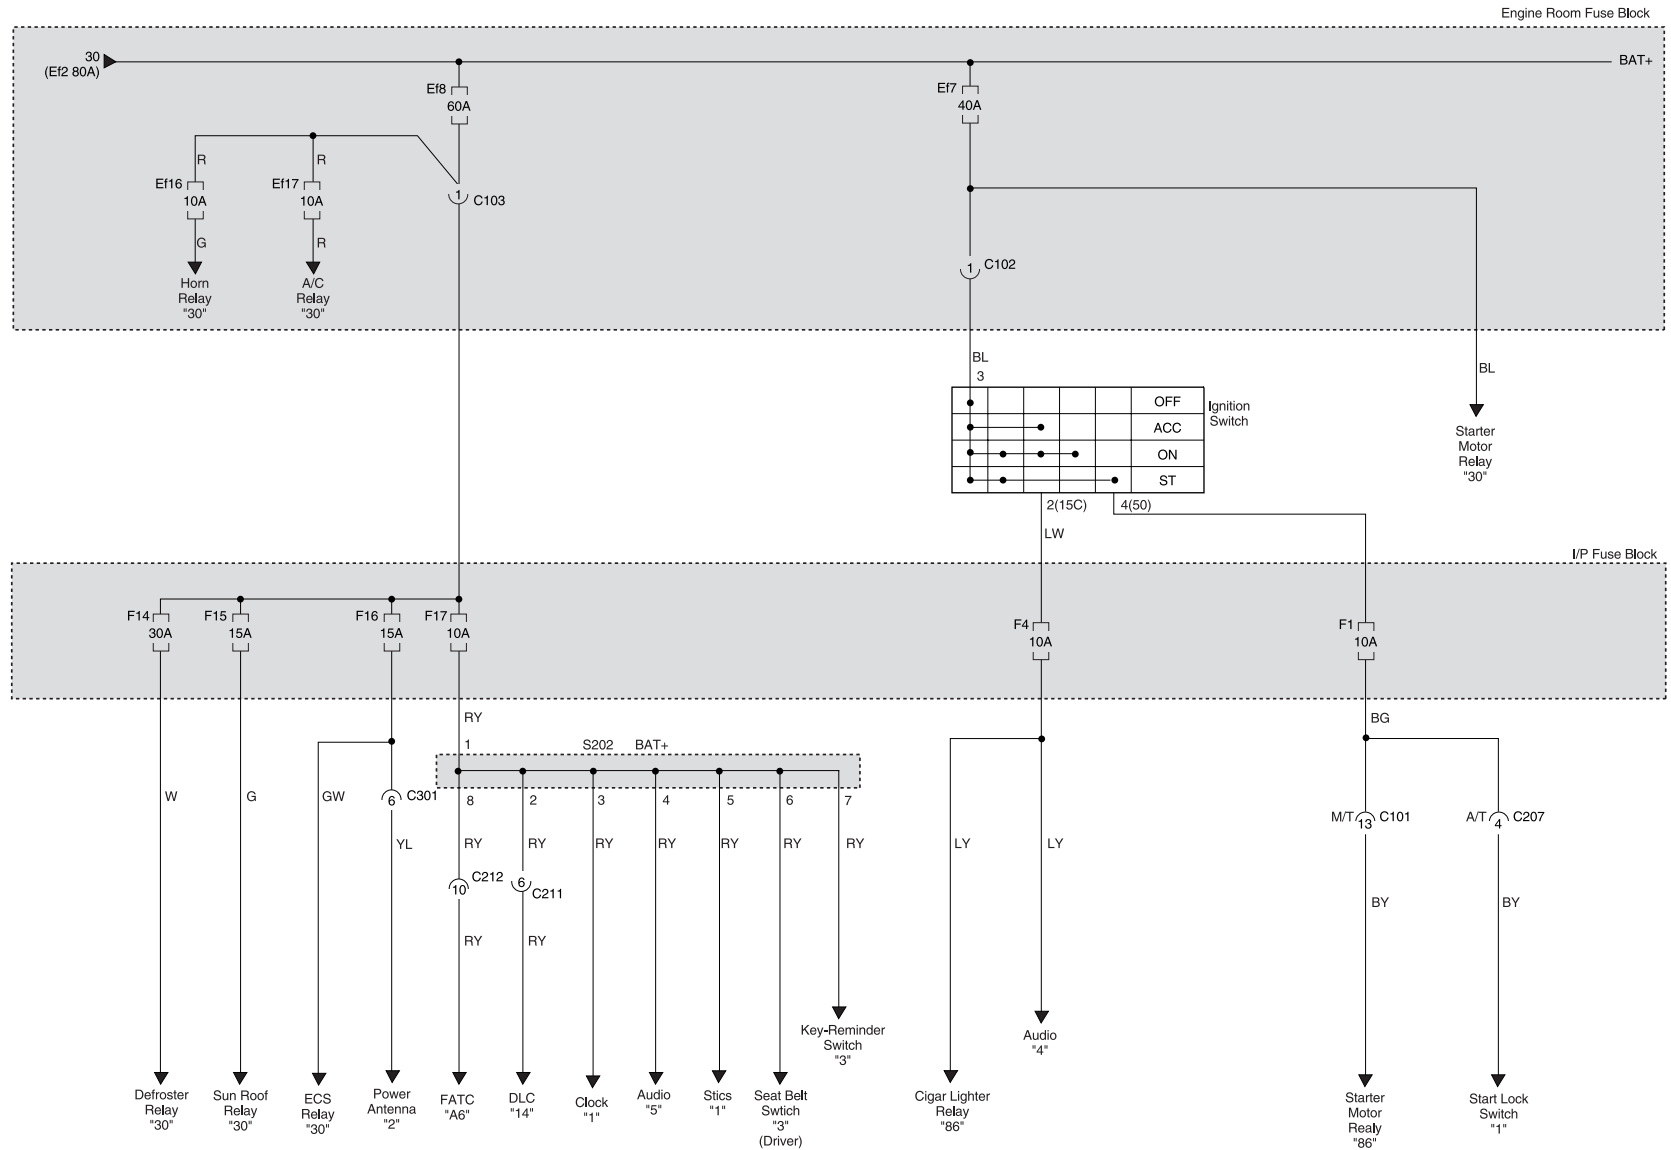 Engine Room Fuse Block
30
(Ef2 80A)
BAT+
Ef8
60A
Ef7
40A
R
R
Ef16
10A
Ef17
10A
1
C103
G
R
Horn
Relay
"30"
A/C
Relay
"30"
1
C102
BL
3
BL
OFF
ACC
ON
ST
Ignition
Switch
Starter
Motor
Relay
"30"
2(15C)
4(50)
LW
I/P Fuse Block
F14
30A
F15
15A
F16
15A
F17
10A
F4
10A
F1
10A
RY
BG
1
S202
BAT+
W
G
GW
6
C301
8
2
3
4
5
6
7
M/T
13
C101
A/T
4
C207
YL
RY
RY
RY
RY
RY
RY
RY
LY
LY
10
C212
6
C211
BY
BY
RY
RY
Key-Reminder
Switch
"3"
Audio
"4"
Defroster
Relay
"30"
Sun Roof
Relay
"30"
ECS
Relay
"30"
Power
Antenna
"2"
FATC
"A6"
DLC
"14"
Clock
"1"
Audio
"5"
Stics
"1"
Seat Belt
Swtich
"3"
(Driver)
Cigar Lighter
Relay
"86"
Starter
Motor
Realy
"86"
Start Lock
Switch
"1"